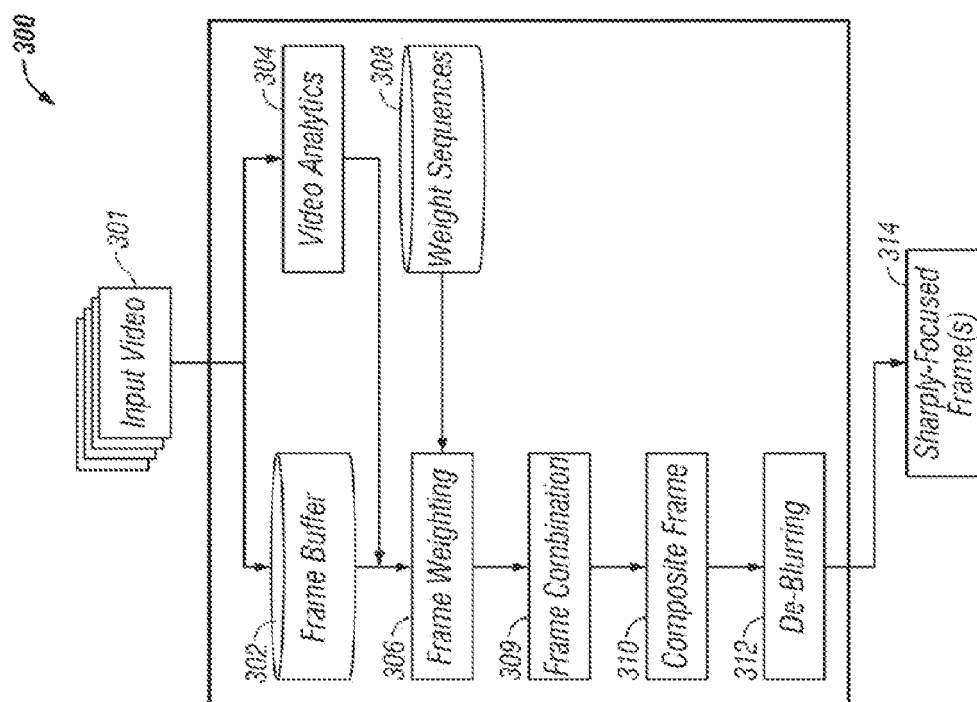 300
301
Input Video
302
Frame Buffer
304
Video Analytics
306
Frame Weighting
308
Weight Sequences
309
Frame Combination
310
Composite Frame
312
De-Blurring
314
Sharply-Focused
Frame(s)